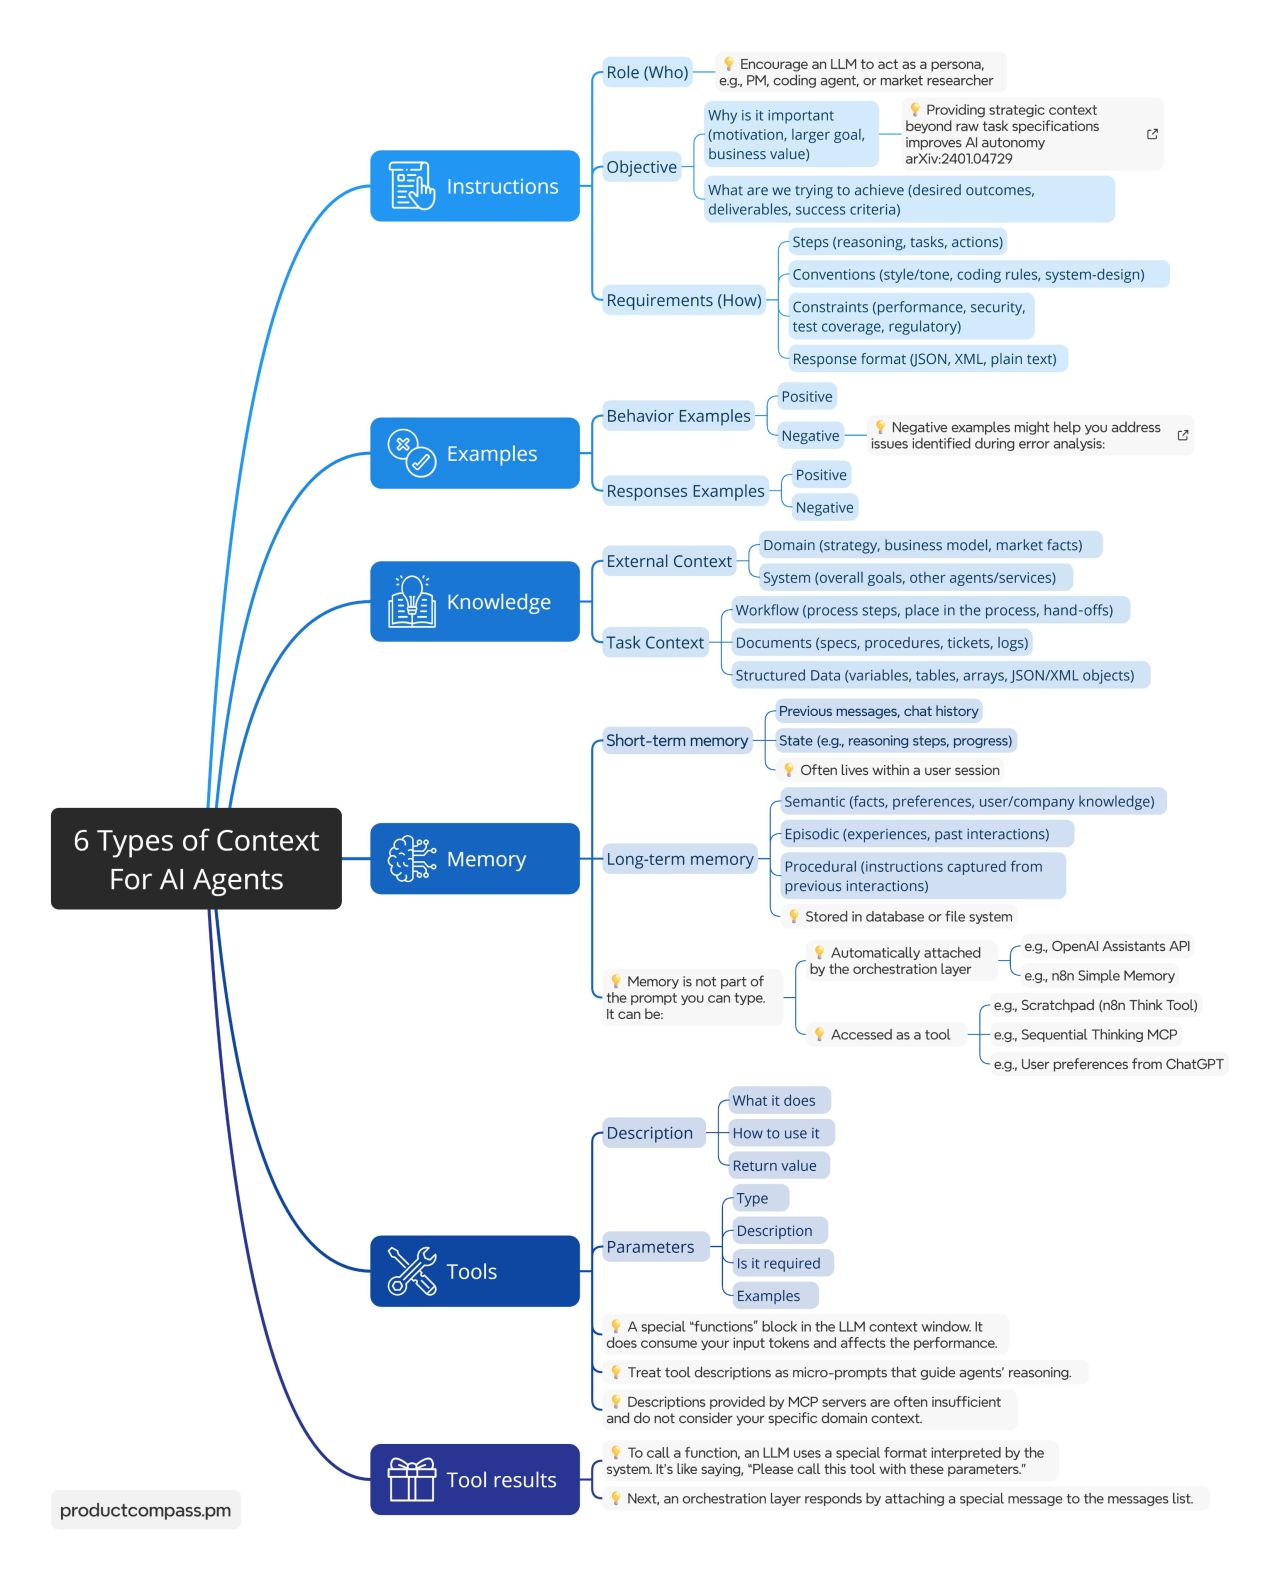 Role (Who)
Encourage an LLM to act as a persona,
e.g., PM, coding agent, or market researcher
Instructions
Objective
Why is it important
(motivation, larger goal,
business value)
Providing strategic context
beyond raw task specifications
improves AI autonomy
arXiv:2401.04729
What are we trying to achieve (desired outcomes,
deliverables, success criteria)
Requirements (How)
Steps (reasoning, tasks, actions)
Conventions (style/tone, coding rules, system-design)
Constraints (performance, security,
test coverage, regulatory)
Response format (JSON, XML, plain text)
Examples
Behavior Examples
Positive
Negative
Negative examples might help you address
issues identified during error analysis:
Responses Examples
Positive
Negative
Knowledge
External Context
Domain (strategy, business model, market facts)
System (overall goals, other agents/services)
Task Context
Workflow (process steps, place in the process, hand-offs)
Documents (specs, procedures, tickets, logs)
Structured Data (variables, tables, arrays, JSON/XML objects)
6 Types of Context
For AI Agents
Memory
Short-term memory
Previous messages, chat history
State (e.g., reasoning steps, progress)
Often lives within a user session
Long-term memory
Semantic (facts, preferences, user/company knowledge)
Episodic (experiences, past interactions)
Procedural (instructions captured from
previous interactions)
Stored in database or file system
Memory is not part of
the prompt you can type.
It can be:
Automatically attached
by the orchestration layer
e.g., OpenAI Assistants API
e.g., n8n Simple Memory
Accessed as a tool
e.g., Scratchpad (n8n Think Tool)
e.g., Sequential Thinking MCP
e.g., User preferences from ChatGPT
Tools
Description
What it does
How to use it
Return value
Parameters
Type
Description
Is it required
Examples
A special “functions” block in the LLM context window. It
does consume your input tokens and affects the performance.
Treat tool descriptions as micro-prompts that guide agents’ reasoning.
Descriptions provided by MCP servers are often insufficient
and do not consider your specific domain context.
Tool results
To call a function, an LLM uses a special format interpreted by the
system. It’s like saying, “Please call this tool with these parameters.”
Next, an orchestration layer responds by attaching a special message to the messages list.
productcompass.pm